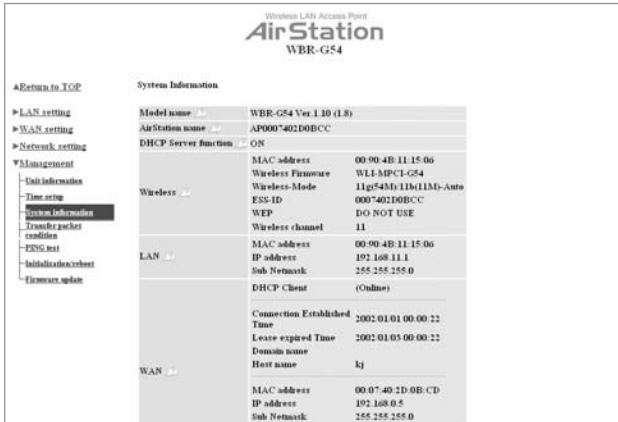 Wireless LAN Access Point
AirStation
WBR-G54
Return to TOP
LAN setting
WAN setting
Network setting
Management
Unit information
Time setup
System information
Transfer packet
condition
PING test
Initialization/reboot
Firmware update
System Information
Model name WBR-G54 Ver.1.10 (1.8)
AirStation name AP0007402D0BCC
DHCP Server function ON
Wireless
MAC address 00:90:4B:11:15:06
Wireless Firmware WLI-MPCI-G54
Wireless-Mode 11g(54M)/11b(11M)-Auto
ESS-ID 0007402D0BCC
WEP DO NOT USE
Wireless channel 11
LAN
MAC address 00:90:4B:11:15:06
IP address 192.168.11.1
Sub Netmask 255.255.255.0
WAN
DHCP Client (Online)
Connection Established
Time 2002/01/01 00:00:22
Lease expired Time 2002/01/03 00:00:22
Domain name
Host name kj
MAC address 00:07:40:2D:0B:CD
IP address 192.168.0.5
Sub Netmask 255.255.255.0